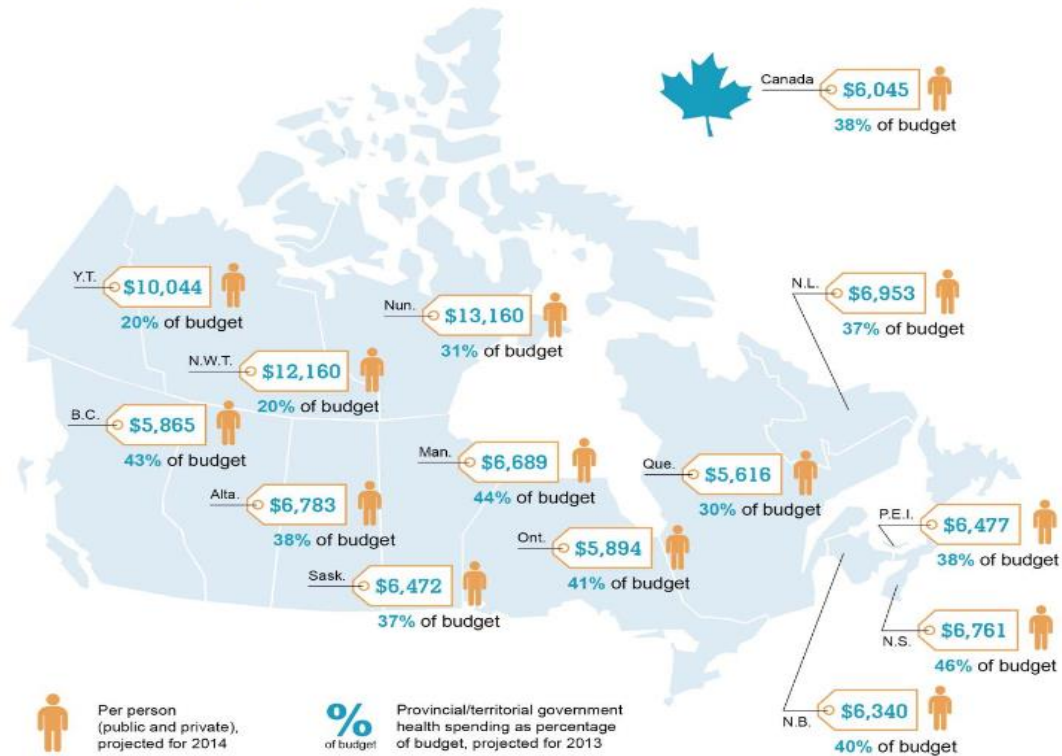 Canada
$6,045
38% of budget
Y.T.
$10,044
20% of budget
Nun.
$13,160
31% of budget
N.L.
$6,953
37% of budget
N.W.T.
$12,160
20% of budget
B.C.
$5,865
43% of budget
Man.
$6,689
44% of budget
Que.
$5,616
30% of budget
Alta.
$6,783
38% of budget
P.E.I.
$6,477
38% of budget
Ont.
$5,894
41% of budget
Sask.
$6,472
37% of budget
N.S.
$6,761
46% of budget
N.B.
$6,340
40% of budget
Per person
(public and private),
projected for 2014
%
of budget
Provincial/territorial government
health spending as percentage
of budget, projected for 2013